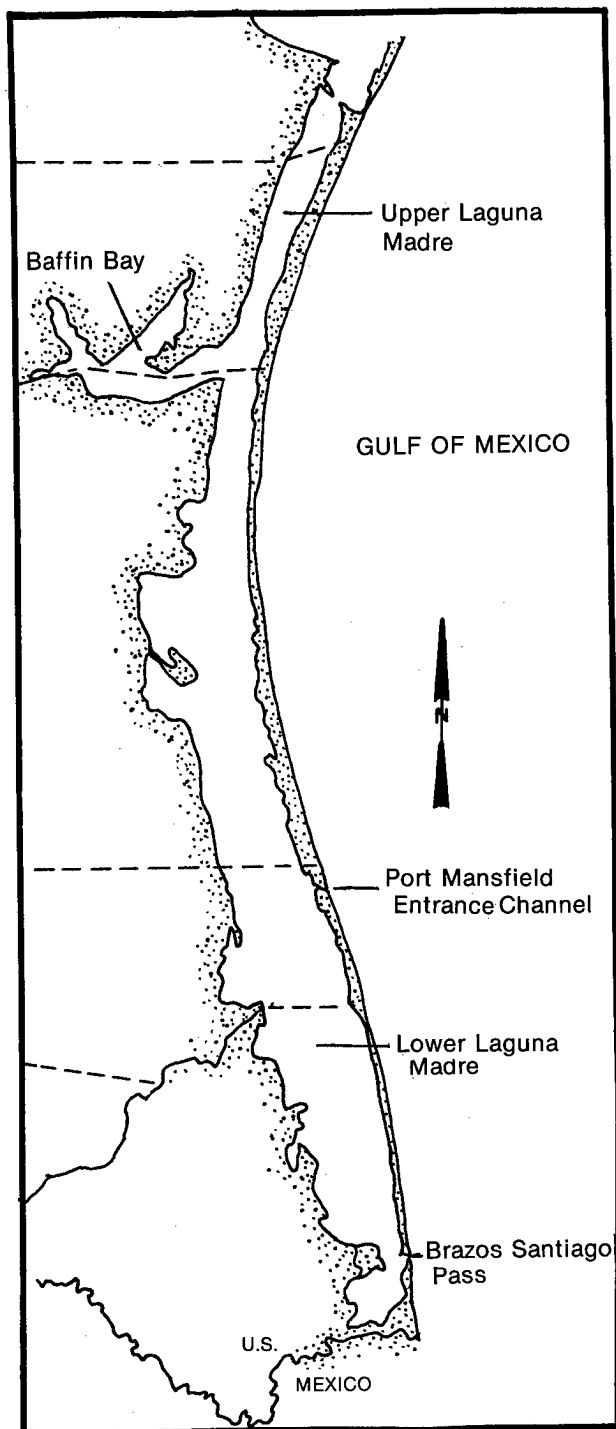 Upper Laguna
Madre
Baffin Bay
GULF OF MEXICO
N
Port Mansfield
Entrance Channel
Lower Laguna
Madre
Brazos Santiago
Pass
U.S.
MEXICO